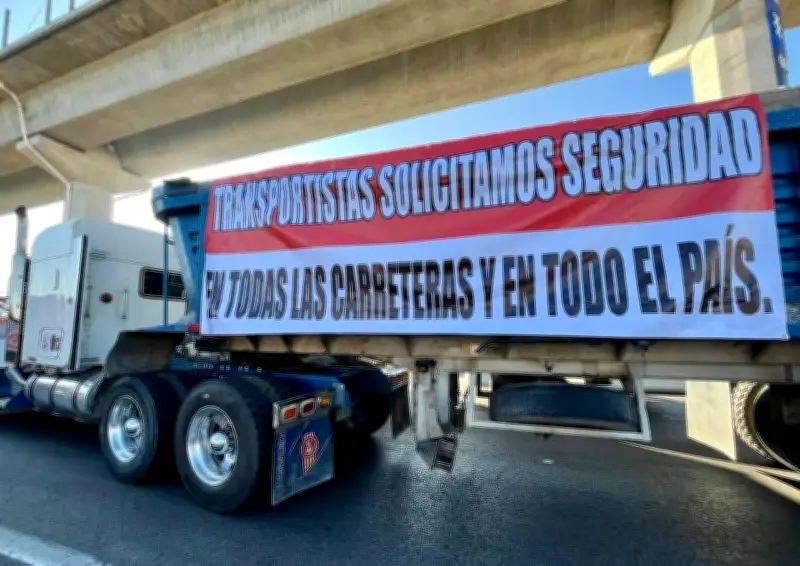 TRANSPORTISTAS SOLICITAMOS SEGURIDAD
EN TODAS LAS CARRETERAS Y EN TODO EL PAÍS.